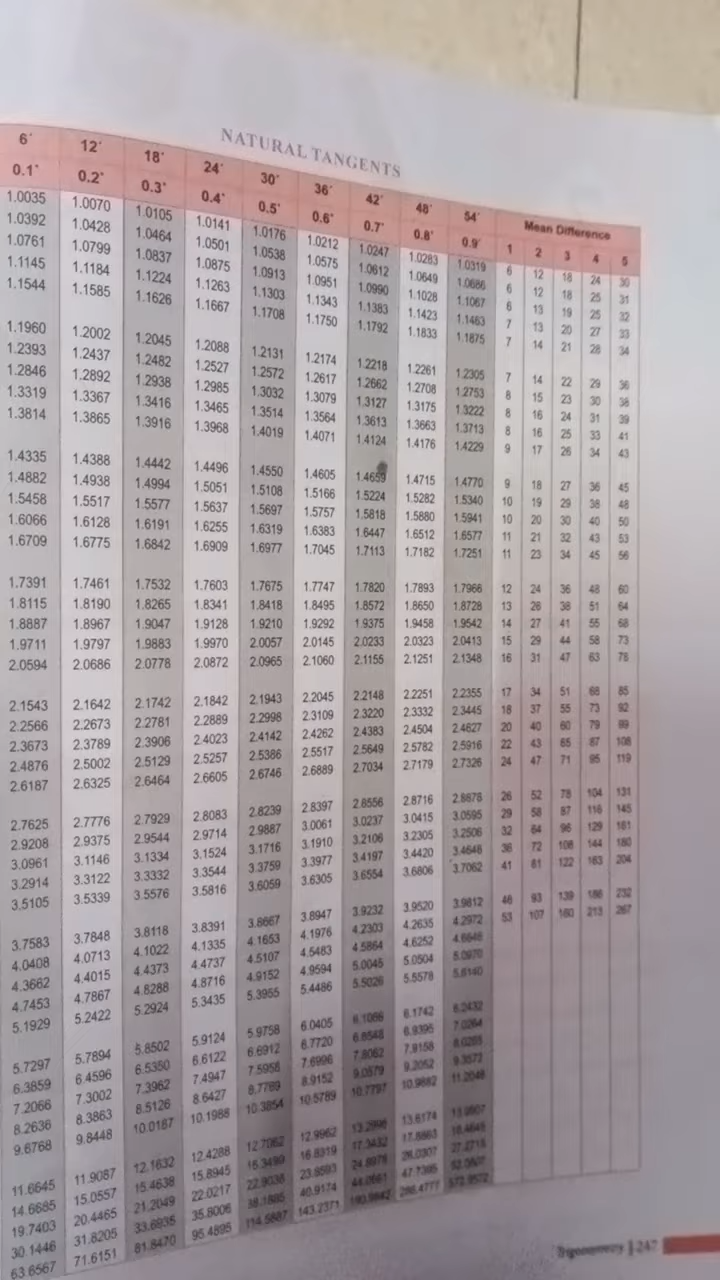 NATURAL TANGENTS
6' 12' 18' 24' 30' 36' 42' 48' 54' Mean Difference
0.1° 0.2° 0.3° 0.4° 0.5° 0.6° 0.7° 0.8° 0.9° 1 2 3 4 5
1.0035 1.0070 1.0105 1.0141 1.0176 1.0212 1.0247 1.0283 1.0319 6 12 18 24 30
1.0392 1.0428 1.0464 1.0501 1.0538 1.0575 1.0612 1.0649 1.0686 6 12 18 25 31
1.0761 1.0799 1.0837 1.0875 1.0913 1.0951 1.0990 1.1028 1.1067 6 13 19 25 32
1.1145 1.1184 1.1224 1.1263 1.1303 1.1343 1.1383 1.1423 1.1463 7 13 20 27 33
1.1544 1.1585 1.1626 1.1667 1.1708 1.1750 1.1792 1.1833 1.1875 7 14 21 28 34
1.1960 1.2002 1.2045 1.2088 1.2131 1.2174 1.2218 1.2261 1.2305 7 14 22 29 36
1.2393 1.2437 1.2482 1.2527 1.2572 1.2617 1.2662 1.2708 1.2753 8 15 23 30 38
1.2846 1.2892 1.2938 1.2985 1.3032 1.3079 1.3127 1.3175 1.3222 8 16 24 31 39
1.3319 1.3367 1.3416 1.3465 1.3514 1.3564 1.3613 1.3663 1.3713 8 16 25 33 41
1.3814 1.3865 1.3916 1.3968 1.4019 1.4071 1.4124 1.4176 1.4229 9 17 26 34 43
1.4335 1.4388 1.4442 1.4496 1.4550 1.4605 1.4659 1.4715 1.4770 9 18 27 36 45
1.4882 1.4938 1.4994 1.5051 1.5108 1.5166 1.5224 1.5282 1.5340 10 19 29 38 48
1.5458 1.5517 1.5577 1.5637 1.5697 1.5757 1.5818 1.5880 1.5941 10 20 30 40 50
1.6066 1.6128 1.6191 1.6255 1.6319 1.6383 1.6447 1.6512 1.6577 11 21 32 43 53
1.6709 1.6775 1.6842 1.6909 1.6977 1.7045 1.7113 1.7182 1.7251 11 23 34 45 56
1.7391 1.7461 1.7532 1.7603 1.7675 1.7747 1.7820 1.7893 1.7966 12 24 36 48 60
1.8115 1.8190 1.8265 1.8341 1.8418 1.8495 1.8572 1.8650 1.8728 13 26 38 51 64
1.8887 1.8967 1.9047 1.9128 1.9210 1.9292 1.9375 1.9458 1.9542 14 27 41 55 68
1.9711 1.9797 1.9883 1.9970 2.0057 2.0145 2.0233 2.0323 2.0413 15 29 44 58 73
2.0594 2.0686 2.0778 2.0872 2.0965 2.1060 2.1155 2.1251 2.1348 16 31 47 63 78
2.1543 2.1642 2.1742 2.1842 2.1943 2.2045 2.2148 2.2251 2.2355 17 34 51 68 85
2.2566 2.2673 2.2781 2.2889 2.2998 2.3109 2.3220 2.3332 2.3445 18 37 55 73 92
2.3673 2.3789 2.3906 2.4023 2.4142 2.4262 2.4383 2.4504 2.4627 20 40 60 79 99
2.4876 2.5002 2.5129 2.5257 2.5386 2.5517 2.5649 2.5782 2.5916 22 43 65 87 108
2.6187 2.6325 2.6464 2.6605 2.6746 2.6889 2.7034 2.7179 2.7326 24 47 71 95 119
2.7625 2.7776 2.7929 2.8083 2.8239 2.8397 2.8556 2.8716 2.8878 26 52 78 104 131
2.9208 2.9375 2.9544 2.9714 2.9887 3.0061 3.0237 3.0415 3.0595 29 58 87 116 145
3.0961 3.1146 3.1334 3.1524 3.1716 3.1910 3.2106 3.2305 3.2506 32 64 96 129 161
3.2914 3.3122 3.3332 3.3544 3.3759 3.3977 3.4197 3.4420 3.4646 36 72 108 144 180
3.5105 3.5339 3.5576 3.5816 3.6059 3.6305 3.6554 3.6806 3.7062 41 81 122 163 204
3.7583 3.7848 3.8118 3.8391 3.8667 3.8947 3.9232 3.9520 3.9812 46 93 139 186 232
4.0408 4.0713 4.1022 4.1335 4.1653 4.1976 4.2303 4.2635 4.2972 53 107 160 213 267
4.3662 4.4015 4.4373 4.4737 4.5107 4.5483 4.5864 4.6252 4.6646
4.7453 4.7867 4.8288 4.8716 4.9152 4.9594 5.0045 5.0504 5.0970
5.1929 5.2422 5.2924 5.3435 5.3955 5.4486 5.5026 5.5578 5.6140
5.7297 5.7894 5.8502 5.9124 5.9758 6.0405 6.1066 6.1742 6.2432
6.3859 6.4596 6.5350 6.6122 6.6912 6.7720 6.8548 6.9395 7.0264
7.2066 7.3002 7.3962 7.4947 7.5958 7.6996 7.8062 7.9158 8.0285
8.2636 8.3863 8.5126 8.6427 8.7769 8.9152 9.0579 9.2052 9.3572
9.6768 9.8448 10.0187 10.1988 10.3854 10.5789 10.7797 10.9882 11.2048
11.6645 11.9087 12.1632 12.4288 12.7062 12.9962 13.2996 13.6174 13.9507
14.6685 15.0557 15.4638 15.8945 16.3499 16.8319 17.3432 17.8863 18.4645
19.7403 20.4465 21.2049 22.0217 22.9038 23.8593 24.8978 26.0307 27.2715
30.1446 31.8205 33.6935 35.8006 38.1885 40.9174 44.0661 47.7395 52.0807
63.6567 71.6151 81.8470 95.4895 114.5887 143.2371 286.4777
Trigonometry | 247